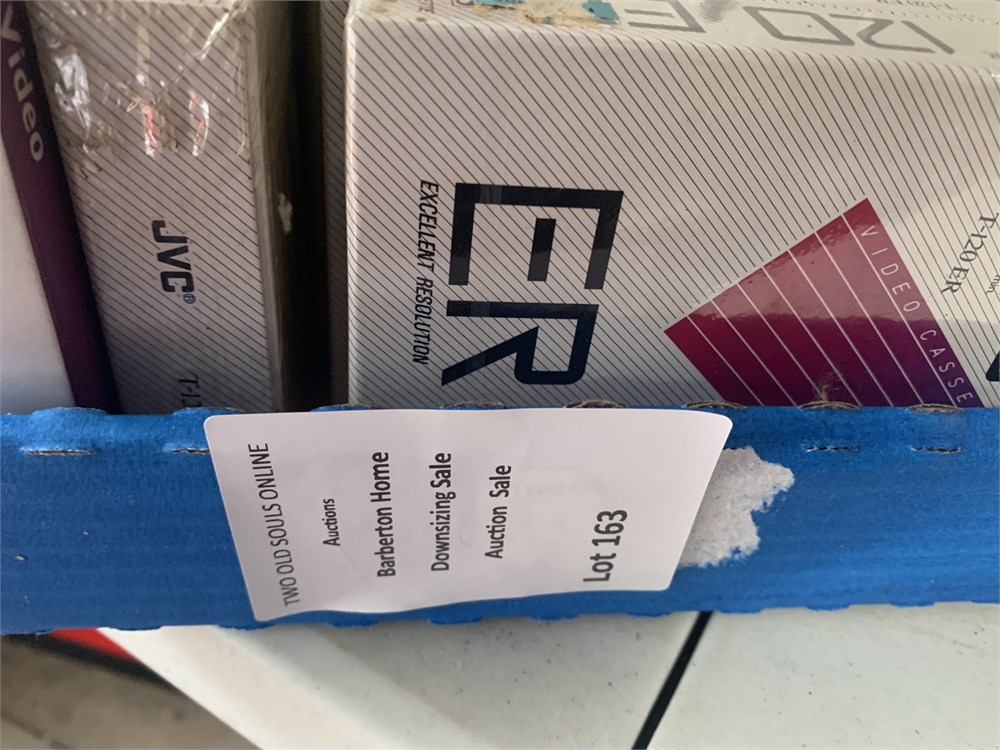 Video
JVC®
120
T-120ER
ER
EXCELLENT RESOLUTION
VIDEO CASSE
TWO OLD SOULS ONLINE
Auctions
Barberton Home
Downsizing Sale
Auction Sale
Lot 163